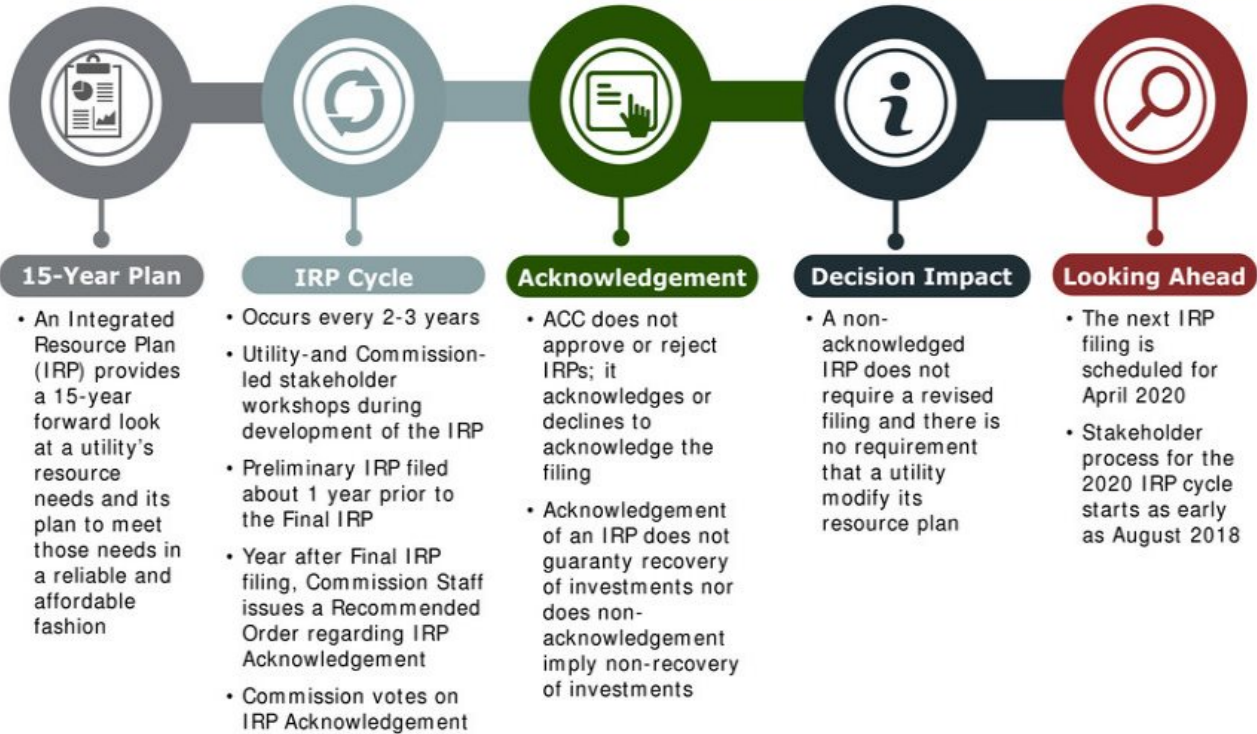 15-Year Plan
• An Integrated
Resource Plan
(IRP) provides
a 15-year
forward look
at a utility's
resource
needs and its
plan to meet
those needs in
a reliable and
affordable
fashion
IRP Cycle
• Occurs every 2-3 years
• Utility-and Commission-
led stakeholder
workshops during
development of the IRP
• Preliminary IRP filed
about 1 year prior to
the Final IRP
• Year after Final IRP
filing, Commission Staff
issues a Recommended
Order regarding IRP
Acknowledgement
• Commission votes on
IRP Acknowledgement
Acknowledgement
• ACC does not
approve or reject
IRPs; it
acknowledges or
declines to
acknowledge the
filing
• Acknowledgement
of an IRP does not
guaranty recovery
of investments nor
does non-
acknowledgement
imply non-recovery
of investments
Decision Impact
• A non-
acknowledged
IRP does not
require a revised
filing and there is
no requirement
that a utility
modify its
resource plan
Looking Ahead
• The next IRP
filing is
scheduled for
April 2020
• Stakeholder
process for the
2020 IRP cycle
starts as early
as August 2018